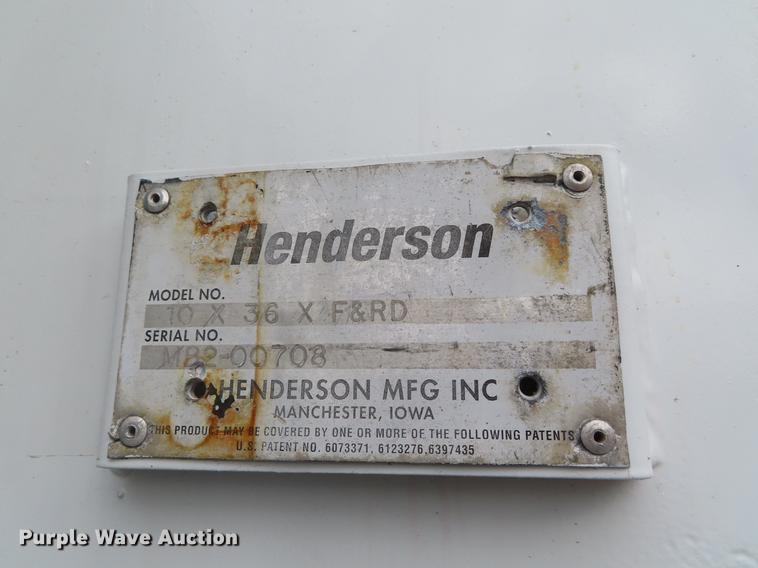 Henderson
MODEL NO.
10 X 36 X F&RD
SERIAL NO.
MB2-00708
HENDERSON MFG INC
MANCHESTER, IOWA
THIS PRODUCT MAY BE COVERED BY ONE OR MORE OF THE FOLLOWING PATENTS
U.S. PATENT NO. 6073371, 6123276,6397435
Purple Wave Auction